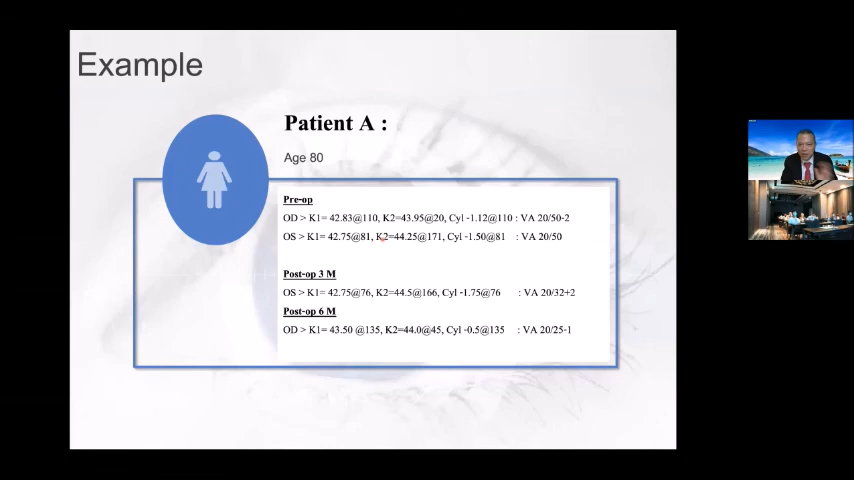 Example
Patient A :
Age 80
Pre-op
OD > K1= 42.83@110, K2=43.95@20, Cyl -1.12@110 : VA 20/50-2
OS > K1= 42.75@81, K2=44.25@171, Cyl -1.50@81 : VA 20/50
Post-op 3 M
OS > K1= 42.75@76, K2=44.5@166, Cyl -1.75@76 : VA 20/32+2
Post-op 6 M
OD > K1= 43.50 @135, K2=44.0@45, Cyl -0.5@135 : VA 20/25-1